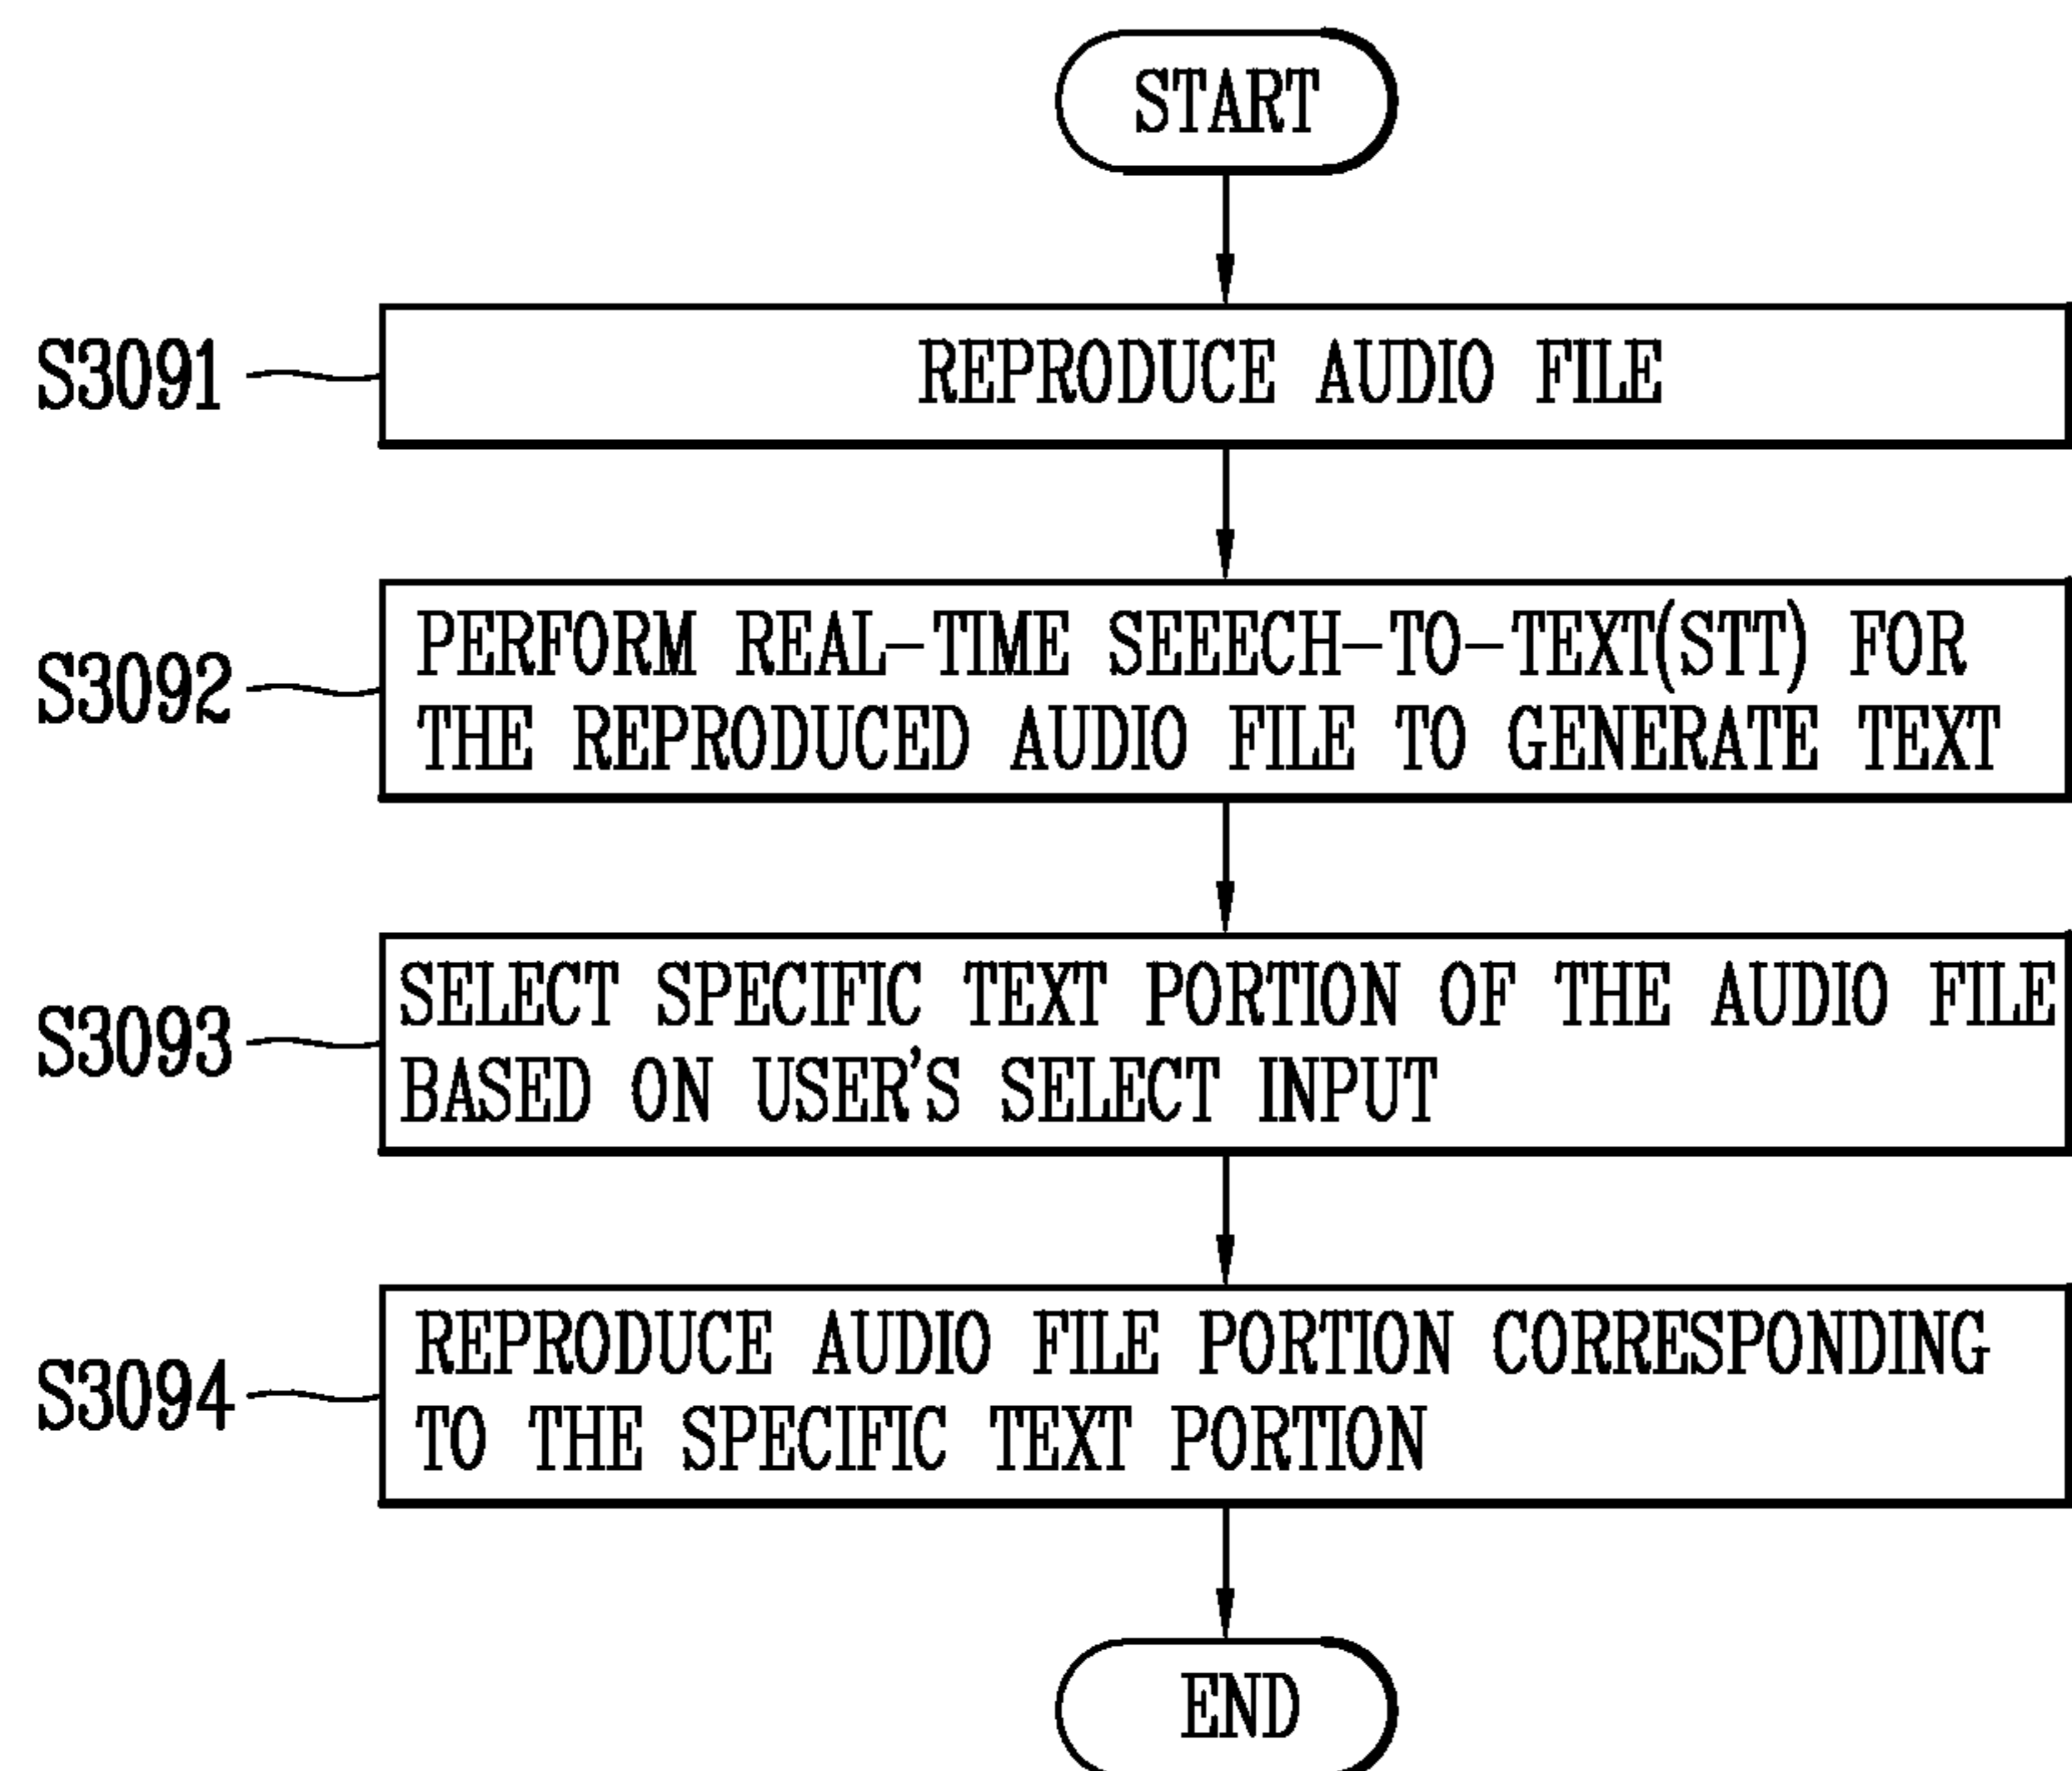 START
S3091
REPRODUCE AUDIO FILE
S3092
PERFORM REAL-TIME SEEECH-TO-TEXT(STT) FOR
THE REPRODUCED AUDIO FILE TO GENERATE TEXT
S3093
SELECT SPECIFIC TEXT PORTION OF THE AUDIO FILE
BASED ON USER'S SELECT INPUT
S3094
REPRODUCE AUDIO FILE PORTION CORRESPONDING
TO THE SPECIFIC TEXT PORTION
END